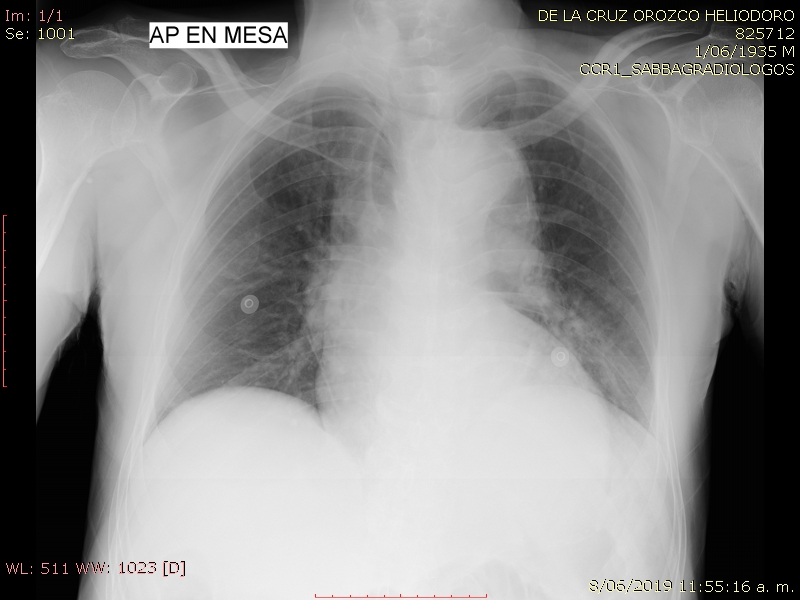 Im: 1/1
Se: 1001
AP EN MESA
DE LA CRUZ OROZCO HELIODORO
825712
1/06/1935 M
CCR1_SABBAGRADIOLOGOS
WL: 511 WW: 1023 [D]
8/06/2019 11:55:16 a. m.